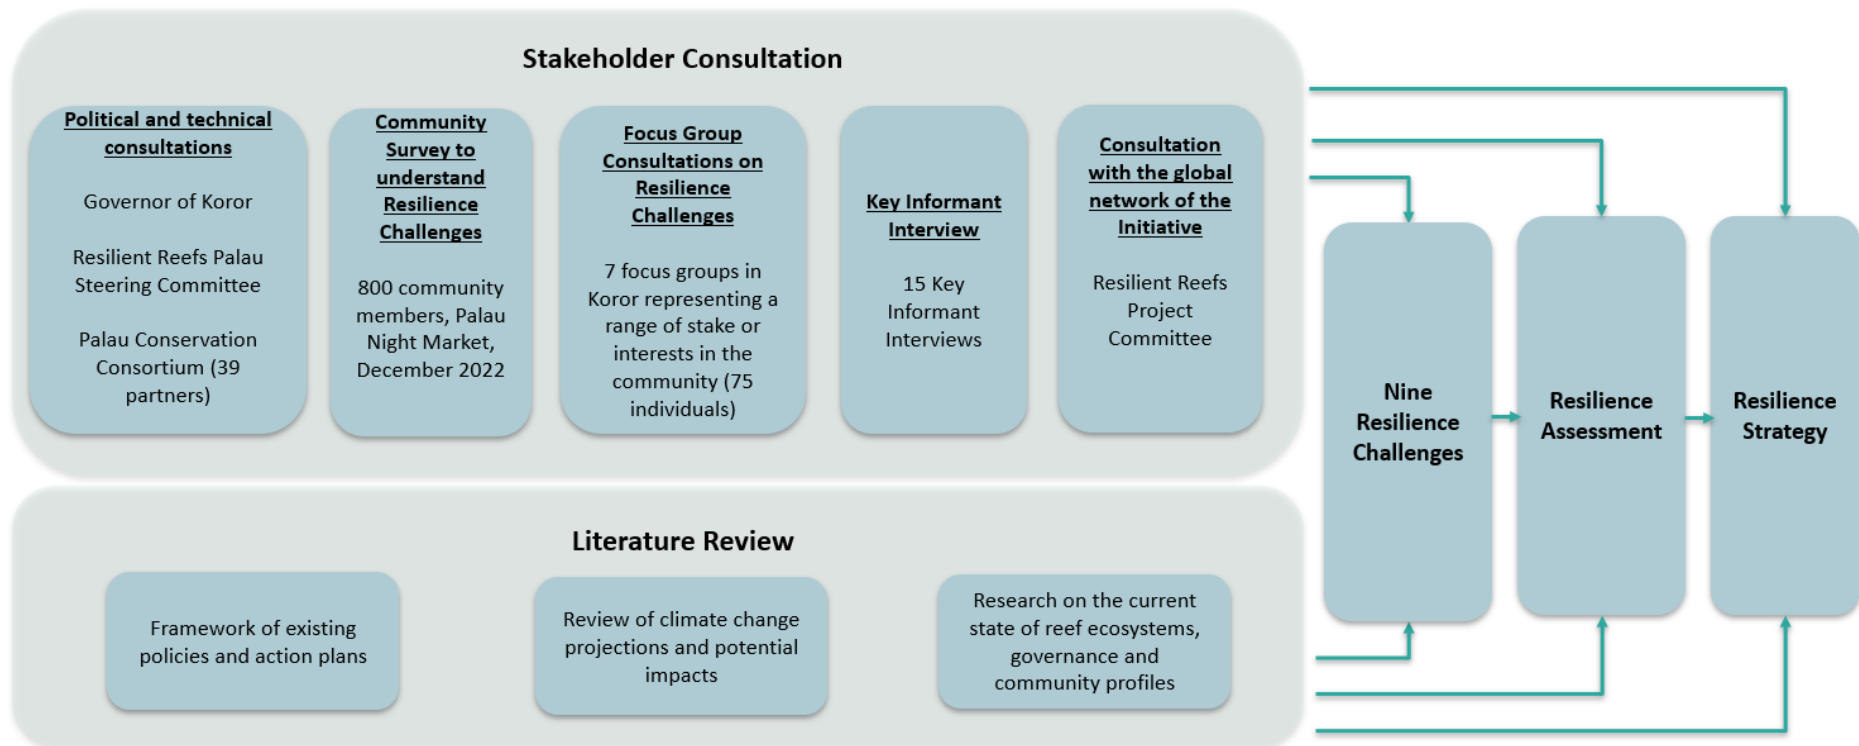 Stakeholder Consultation
Political and technical
consultations
Governor of Koror
Resilient Reefs Palau
Steering Committee
Palau Conservation
Consortium (39
partners)
Community
Survey to
understand
Resilience
Challenges
800 community
members, Palau
Night Market,
December 2022
Focus Group
Consultations on
Resilience
Challenges
7 focus groups in
Koror representing a
range of stake or
interests in the
community (75
individuals)
Key Informant
Interview
15 Key
Informant
Interviews
Consultation
with the global
network of the
Initiative
Resilient Reefs
Project
Committee
Nine
Resilience
Challenges
Resilience
Assessment
Resilience
Strategy
Literature Review
Framework of existing
policies and action plans
Review of climate change
projections and potential
impacts
Research on the current
state of reef ecosystems,
governance and
community profiles